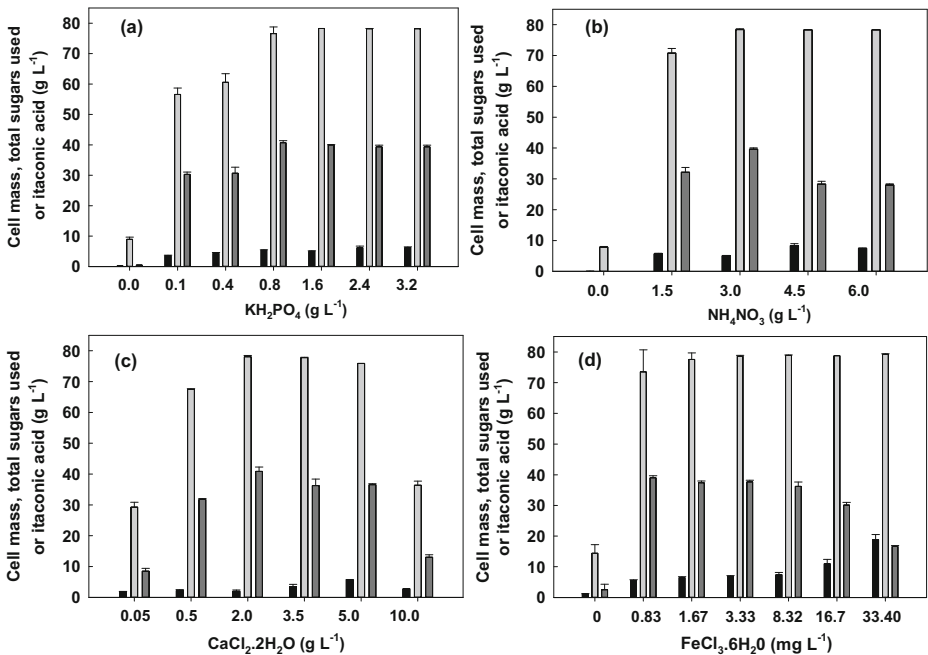 (a)
Cell mass, total sugars used
or itaconic acid (g L⁻¹)
80
70
60
50
40
30
20
10
0
0.0 0.1 0.4 0.8 1.6 2.4 3.2
KH₂PO₄ (g L⁻¹)
(b)
Cell mass, total sugars used
or itaconic acid (g L⁻¹)
80
70
60
50
40
30
20
10
0
0.0 1.5 3.0 4.5 6.0
NH₄NO₃ (g L⁻¹)
(c)
Cell mass, total sugars used
or itaconic acid (g L⁻¹)
80
70
60
50
40
30
20
10
0
0.05 0.5 2.0 3.5 5.0 10.0
CaCl₂.2H₂O (g L⁻¹)
(d)
Cell mass, total sugars used
or itaconic acid (g L⁻¹)
80
70
60
50
40
30
20
10
0
0 0.83 1.67 3.33 8.32 16.7 33.40
FeCl₃.6H₂0 (mg L⁻¹)